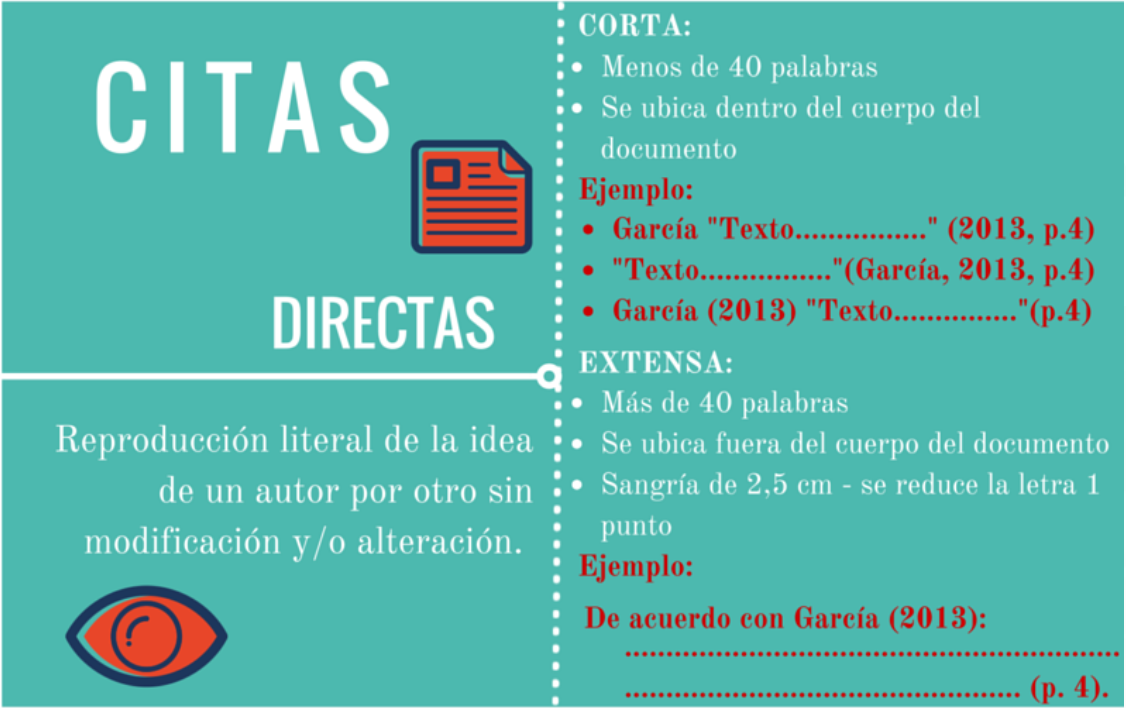 CITAS
DIRECTAS
Reproducción literal de la idea
de un autor por otro sin
modificación y/o alteración.
CORTA:
• Menos de 40 palabras
• Se ubica dentro del cuerpo del
documento
Ejemplo:
• García "Texto................" (2013, p.4)
• "Texto................"(García, 2013, p.4)
• García (2013) "Texto..............."(p.4)
EXTENSA:
• Más de 40 palabras
• Se ubica fuera del cuerpo del documento
• Sangría de 2,5 cm - se reduce la letra 1
punto
Ejemplo:
De acuerdo con García (2013):
............................................................
................................................ (p. 4).